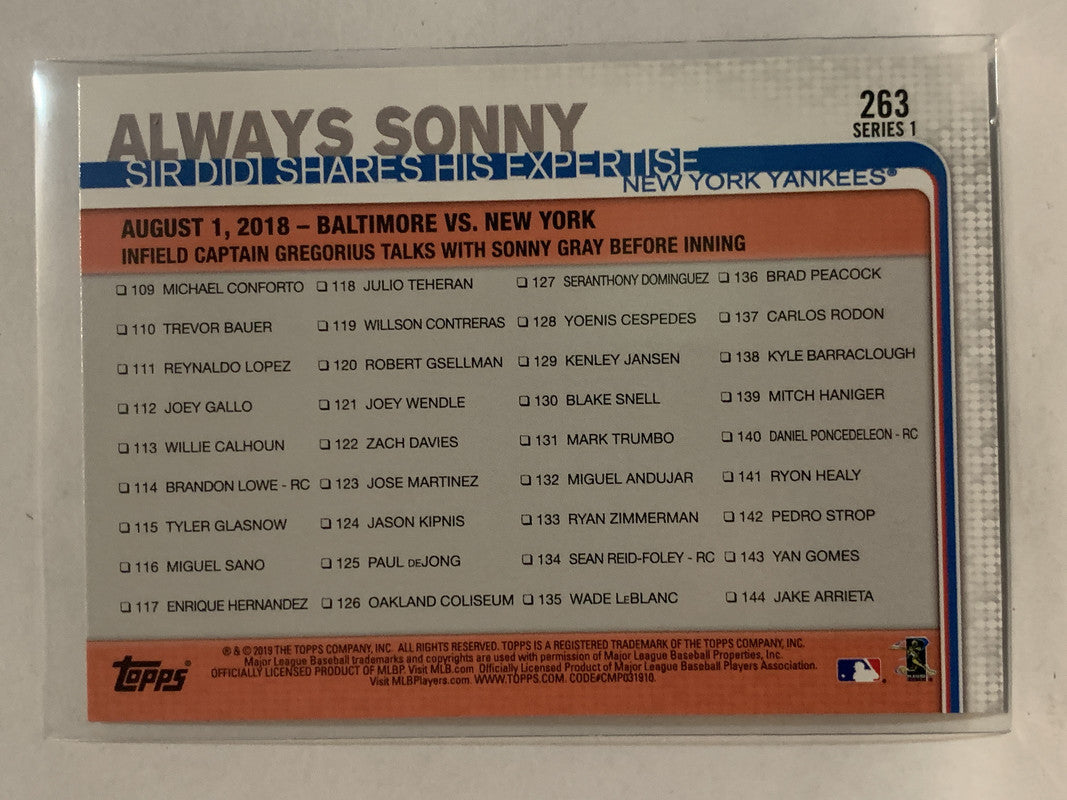 ALWAYS SONNY
263
SERIES 1
SIR DIDI SHARES HIS EXPERTISE
NEW YORK YANKEES®
AUGUST 1, 2018 – BALTIMORE VS. NEW YORK
INFIELD CAPTAIN GREGORIUS TALKS WITH SONNY GRAY BEFORE INNING
❏ 109 MICHAEL CONFORTO
❏ 110 TREVOR BAUER
❏ 111 REYNALDO LOPEZ
❏ 112 JOEY GALLO
❏ 113 WILLIE CALHOUN
❏ 114 BRANDON LOWE - RC
❏ 115 TYLER GLASNOW
❏ 116 MIGUEL SANO
❏ 117 ENRIQUE HERNANDEZ
❏ 118 JULIO TEHERAN
❏ 119 WILLSON CONTRERAS
❏ 120 ROBERT GSELLMAN
❏ 121 JOEY WENDLE
❏ 122 ZACH DAVIES
❏ 123 JOSE MARTINEZ
❏ 124 JASON KIPNIS
❏ 125 PAUL DEJONG
❏ 126 OAKLAND COLISEUM
❏ 127 SERANTHONY DOMINGUEZ
❏ 128 YOENIS CESPEDES
❏ 129 KENLEY JANSEN
❏ 130 BLAKE SNELL
❏ 131 MARK TRUMBO
❏ 132 MIGUEL ANDUJAR
❏ 133 RYAN ZIMMERMAN
❏ 134 SEAN REID-FOLEY - RC
❏ 135 WADE LeBLANC
❏ 136 BRAD PEACOCK
❏ 137 CARLOS RODON
❏ 138 KYLE BARRACLOUGH
❏ 139 MITCH HANIGER
❏ 140 DANIEL PONCEDELEON - RC
❏ 141 RYON HEALY
❏ 142 PEDRO STROP
❏ 143 YAN GOMES
❏ 144 JAKE ARRIETA
topps®
® & © 2019 THE TOPPS COMPANY, INC. ALL RIGHTS RESERVED. TOPPS IS A REGISTERED TRADEMARK OF THE TOPPS COMPANY, INC.
Major League Baseball trademarks and copyrights are used with permission of Major League Baseball Properties, Inc.
OFFICIALLY LICENSED PRODUCT OF MLBP Visit MLB.com Officially Licensed Product of Major League Baseball Players Association.
Visit MLBPlayers.com. WWW.TOPPS.COM. CODE#CMP031910.